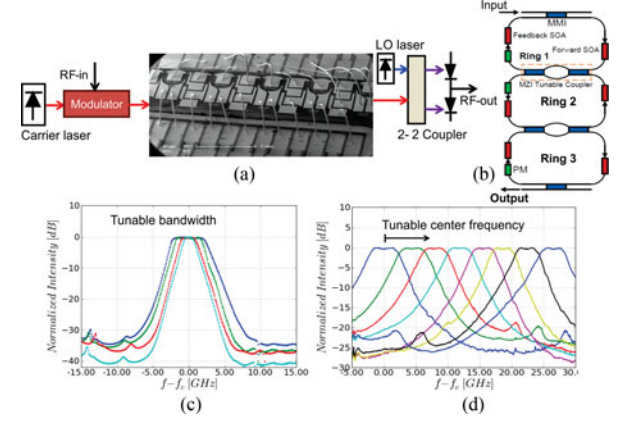 Input
MMI
Feedback SOA
Forward SOA
Ring 1
MZI Tunable Coupler
Ring 2
Ring 3
PM
Output
(b)
LO laser
RF-in
Modulator
Carrier laser
RF-out
2- 2 Coupler
(a)
Tunable bandwidth
Normalized Intensity [dB]
10
0
−10
−20
−30
−40
-15.00 -10.00 -5.00 0.00 5.00 10.00 15.00
f−fc [GHz]
(c)
Tunable center frequency
Normalized Intensity [dB]
10
5
0
−5
−10
−15
−20
−25
−30
-5.00 0.00 5.00 10.00 15.00 20.00 25.00 30.00
f−fc [GHz]
(d)